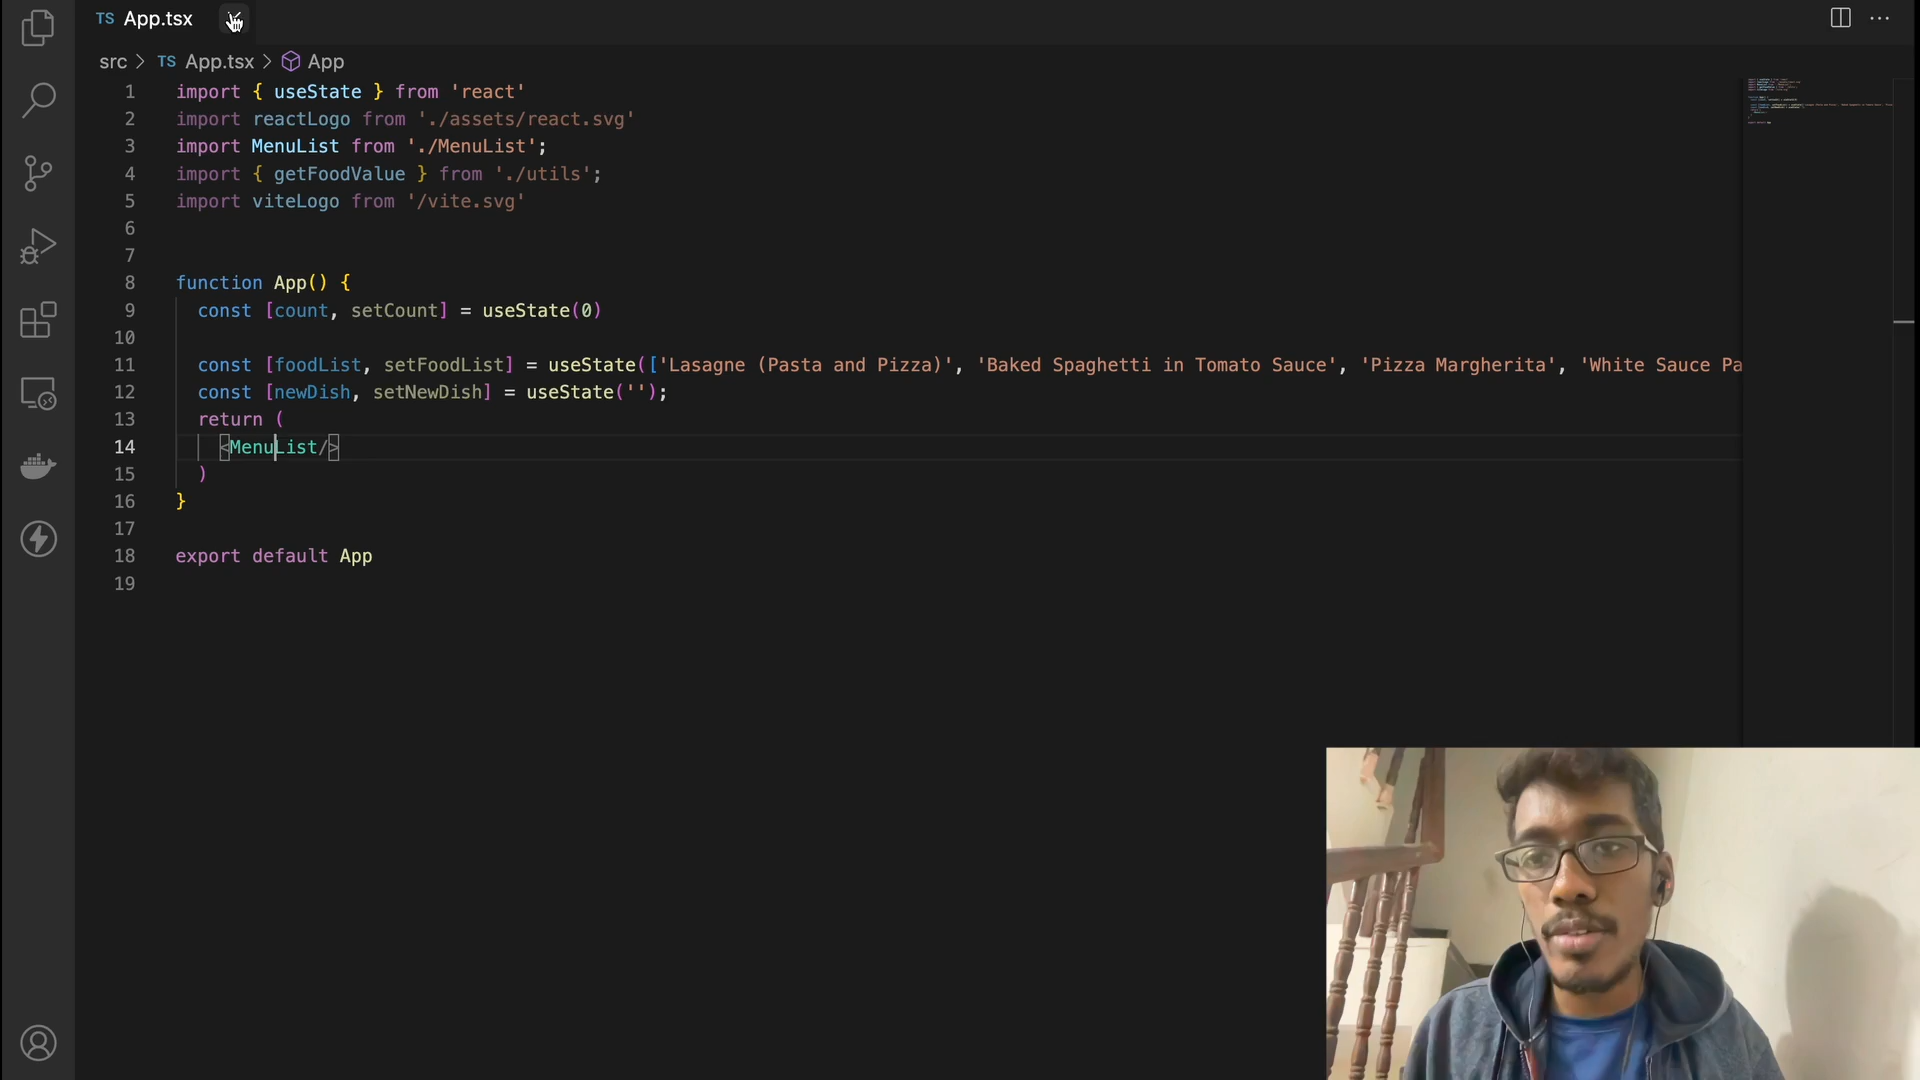 TS App.tsx
src > TS App.tsx > App
1 import { useState } from 'react'
2 import reactLogo from './assets/react.svg'
3 import MenuList from './MenuList';
4 import { getFoodValue } from './utils';
5 import viteLogo from '/vite.svg'
6
7
8 function App() {
9 const [count, setCount] = useState(0)
10
11 const [foodList, setFoodList] = useState(['Lasagne (Pasta and Pizza)', 'Baked Spaghetti in Tomato Sauce', 'Pizza Margherita', 'White Sauce Pa
12 const [newDish, setNewDish] = useState('');
13 return (
14 <MenuList/>
15 )
16 }
17
18 export default App
19